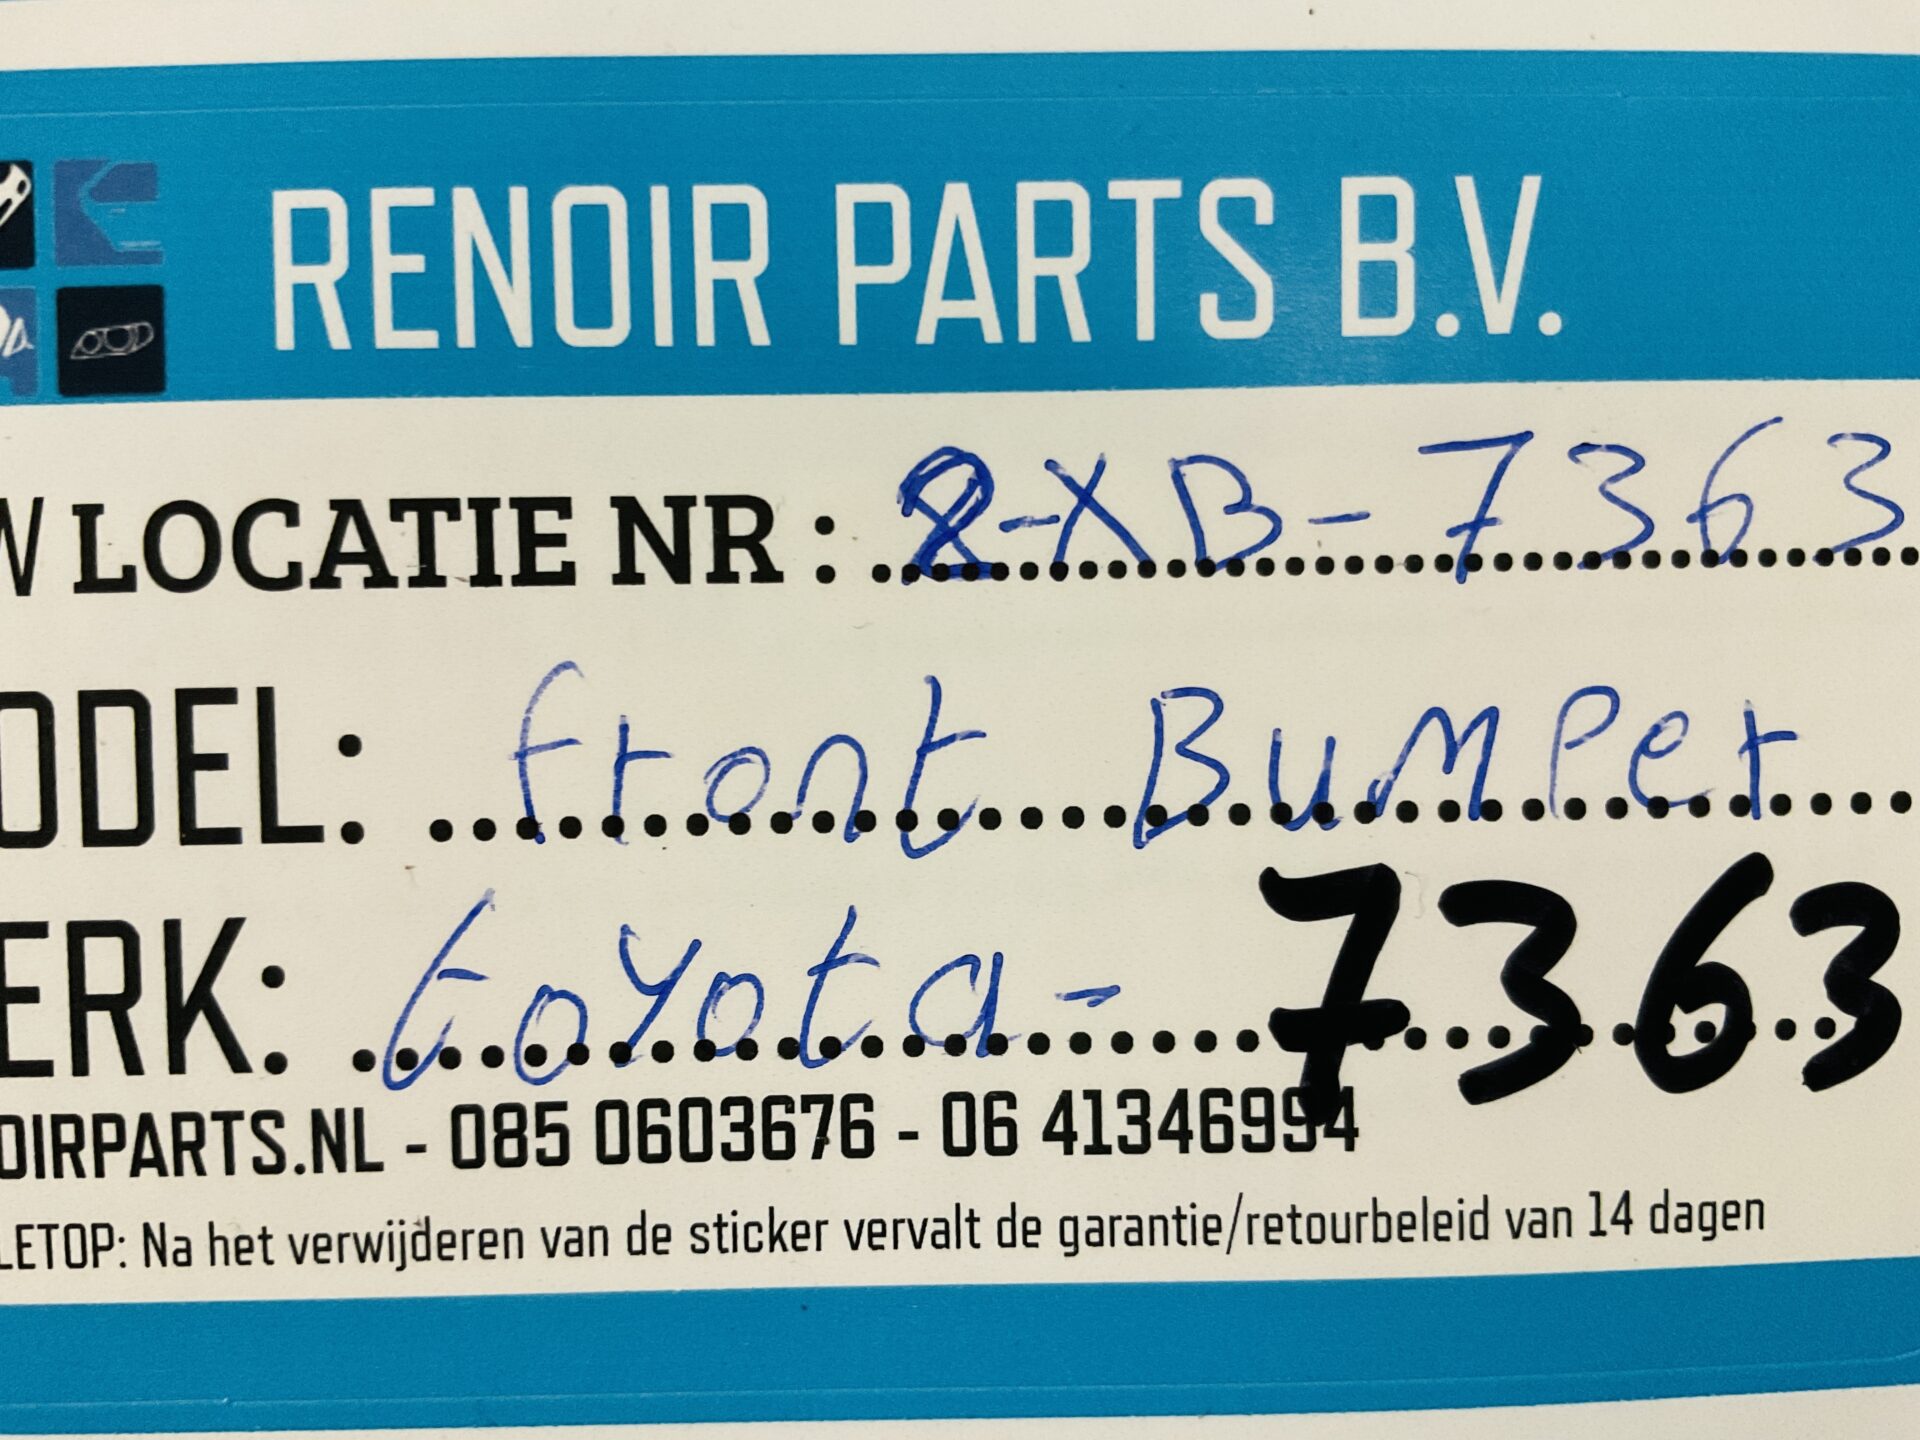 RENOIR PARTS B.V.
W LOCATIE NR : 2-XB-7363
ODEL: front Bumper
ERK: toyota - 7363
OIRPARTS.NL - 085 0603676 - 06 41346994
LETOP: Na het verwijderen van de sticker vervalt de garantie/retourbeleid van 14 dagen